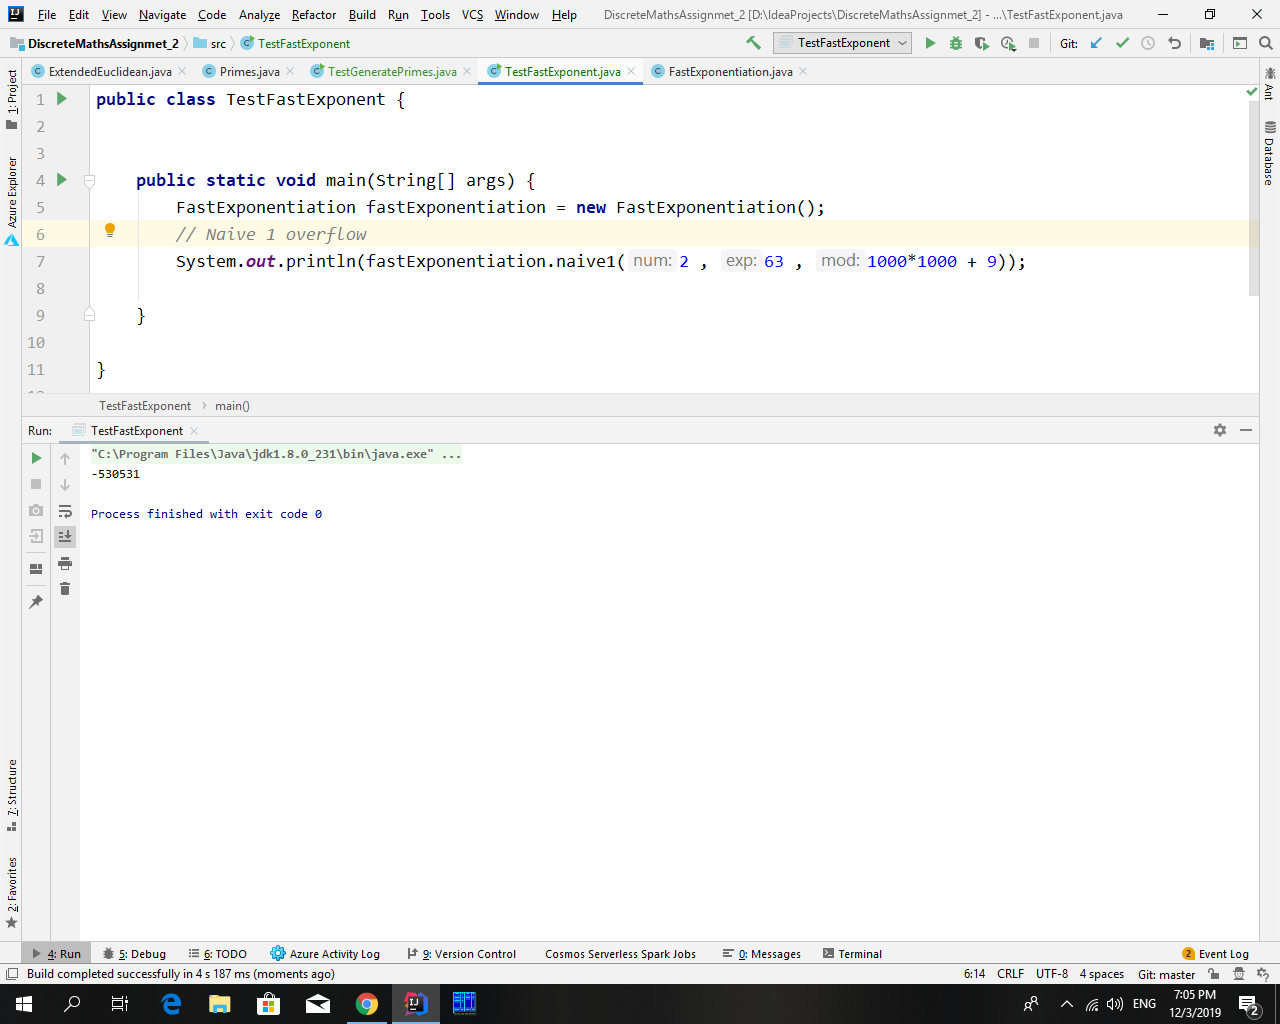 File Edit View Navigate Code Analyze Refactor Build Run Tools VCS Window Help DiscreteMathsAssignmet_2 [D:\IdeaProjects\DiscreteMathsAssignmet_2] - ...\TestFastExponent.java
DiscreteMathsAssignmet_2 src TestFastExponent TestFastExponent Git:
ExtendedEuclidean.java Primes.java TestGeneratePrimes.java TestFastExponent.java FastExponentiation.java
1: Project
Azure Explorer
Ant
Database
1 public class TestFastExponent {
2
3
4 public static void main(String[] args) {
5 FastExponentiation fastExponentiation = new FastExponentiation();
6 // Naive 1 overflow
7 System.out.println(fastExponentiation.naive1( num: 2 , exp: 63 , mod: 1000*1000 + 9));
8
9 }
10
11 }
12
TestFastExponent main()
Run: TestFastExponent
"C:\Program Files\Java\jdk1.8.0_231\bin\java.exe" ...
-530531
Process finished with exit code 0
7: Structure
2: Favorites
4: Run 5: Debug 6: TODO Azure Activity Log 9: Version Control Cosmos Serverless Spark Jobs 0: Messages Terminal 2 Event Log
Build completed successfully in 4 s 187 ms (moments ago) 6:14 CRLF UTF-8 4 spaces Git: master
ENG 7:05 PM
12/3/2019 2